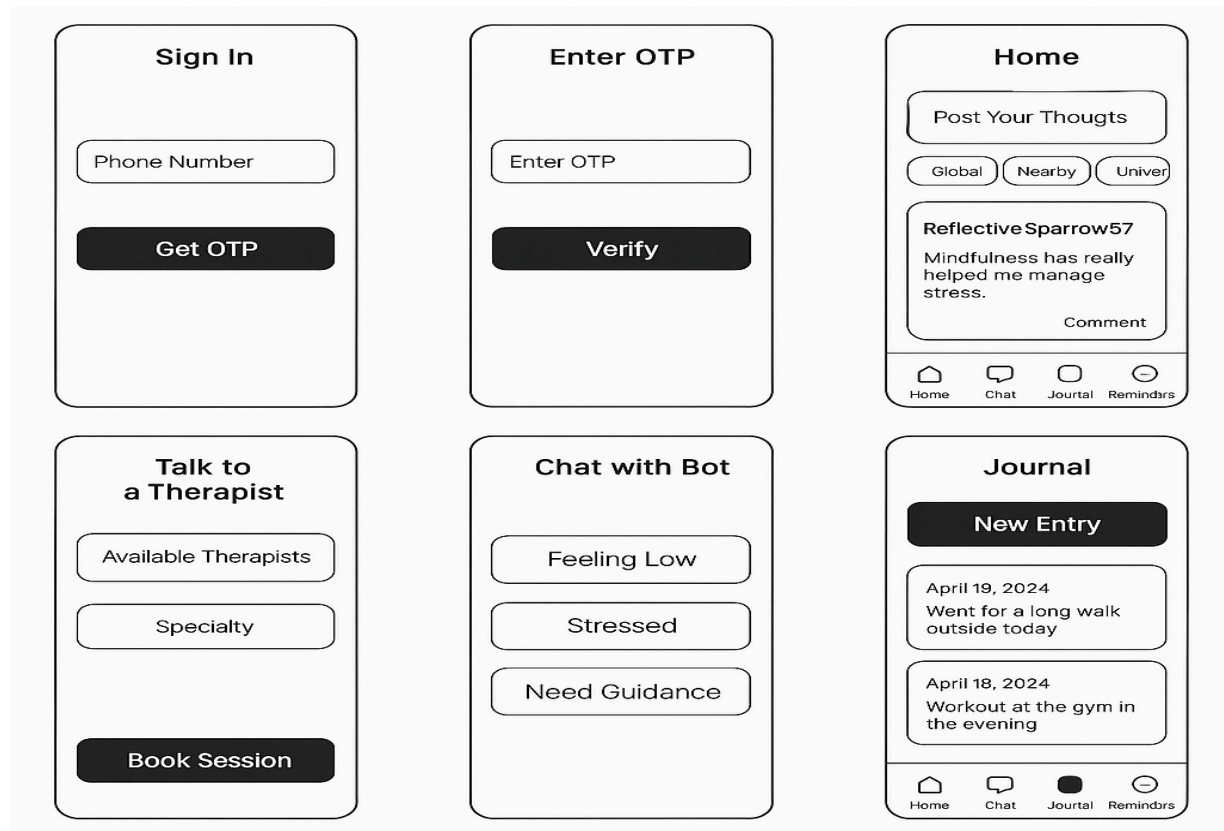 Sign In
Phone Number
Get OTP
Enter OTP
Enter OTP
Verify
Home
Post Your Thougts
Global
Nearby
Univer
ReflectiveSparrow57
Mindfulness has really
helped me manage
stress.
Comment
Home
Chat
Jourtal
Remindɜrs
Talk to
a Therapist
Available Therapists
Specialty
Book Session
Chat with Bot
Feeling Low
Stressed
Need Guidance
Journal
New Entry
April 19, 2024
Went for a long walk
outside today
April 18, 2024
Workout at the gym in
the evening
Home
Chat
Jourtal
Remindɜrs